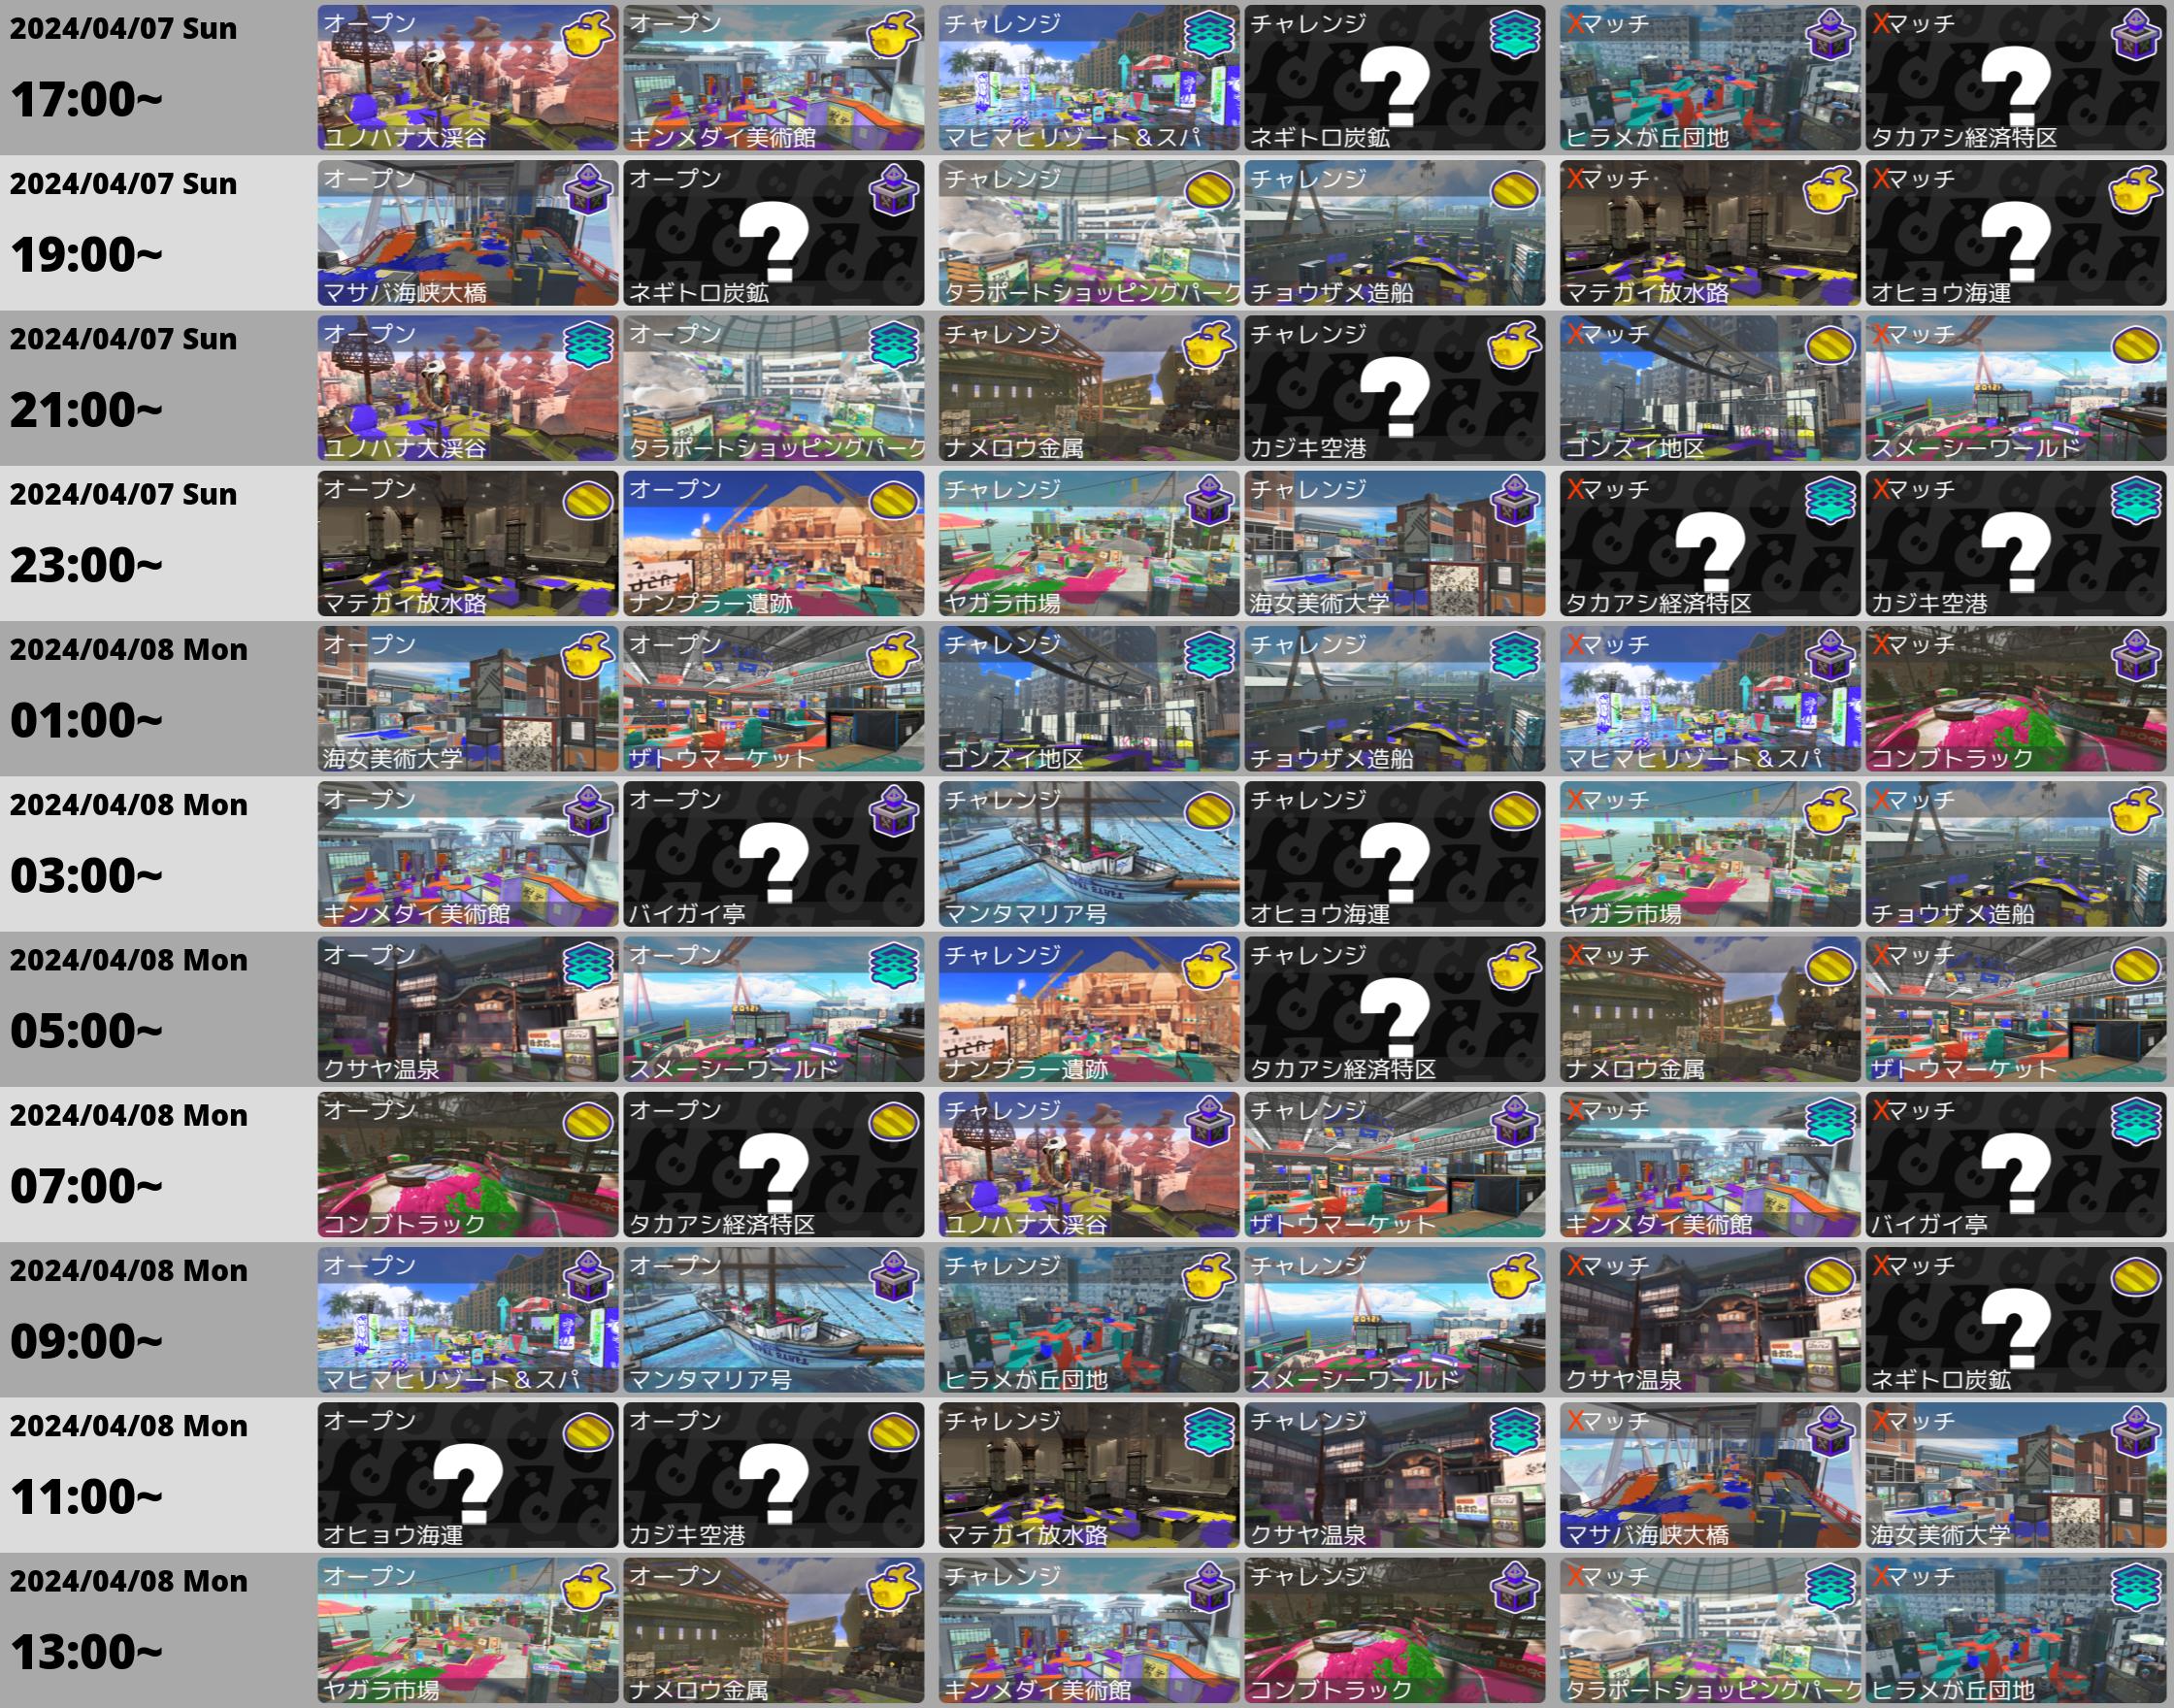 2024/04/07 Sun
17:00~
オープン
オープン
チャレンジ
チャレンジ
Xマッチ
Xマッチ
ユノハナ大渓谷
キンメダイ美術館
マヒマヒリゾート＆スパ
ネギトロ炭鉱
ヒラメが丘団地
タカアシ経済特区
2024/04/07 Sun
19:00~
オープン
オープン
チャレンジ
チャレンジ
Xマッチ
Xマッチ
マサバ海峡大橋
ネギトロ炭鉱
タラポートショッピングパーク
チョウザメ造船
マテガイ放水路
オヒョウ海運
2024/04/07 Sun
21:00~
オープン
オープン
チャレンジ
チャレンジ
Xマッチ
Xマッチ
ユノハナ大渓谷
タラポートショッピングパーク
ナメロウ金属
カジキ空港
ゴンズイ地区
スメーシーワールド
2024/04/07 Sun
23:00~
オープン
オープン
チャレンジ
チャレンジ
Xマッチ
Xマッチ
マテガイ放水路
ナンプラー遺跡
ヤガラ市場
海女美術大学
タカアシ経済特区
カジキ空港
2024/04/08 Mon
01:00~
オープン
オープン
チャレンジ
チャレンジ
Xマッチ
Xマッチ
海女美術大学
ザトウマーケット
ゴンズイ地区
チョウザメ造船
マヒマヒリゾート＆スパ
コンブトラック
2024/04/08 Mon
03:00~
オープン
オープン
チャレンジ
チャレンジ
Xマッチ
Xマッチ
キンメダイ美術館
バイガイ亭
マンタマリア号
オヒョウ海運
ヤガラ市場
チョウザメ造船
2024/04/08 Mon
05:00~
オープン
オープン
チャレンジ
チャレンジ
Xマッチ
Xマッチ
クサヤ温泉
スメーシーワールド
ナンプラー遺跡
タカアシ経済特区
ナメロウ金属
ザトウマーケット
2024/04/08 Mon
07:00~
オープン
オープン
チャレンジ
チャレンジ
Xマッチ
Xマッチ
コンブトラック
タカアシ経済特区
ユノハナ大渓谷
ザトウマーケット
キンメダイ美術館
バイガイ亭
2024/04/08 Mon
09:00~
オープン
オープン
チャレンジ
チャレンジ
Xマッチ
Xマッチ
マヒマヒリゾート＆スパ
マンタマリア号
ヒラメが丘団地
スメーシーワールド
クサヤ温泉
ネギトロ炭鉱
2024/04/08 Mon
11:00~
オープン
オープン
チャレンジ
チャレンジ
Xマッチ
Xマッチ
オヒョウ海運
カジキ空港
マテガイ放水路
クサヤ温泉
マサバ海峡大橋
海女美術大学
2024/04/08 Mon
13:00~
オープン
オープン
チャレンジ
チャレンジ
Xマッチ
Xマッチ
ヤガラ市場
ナメロウ金属
キンメダイ美術館
コンブトラック
タラポートショッピングパーク
ヒラメが丘団地